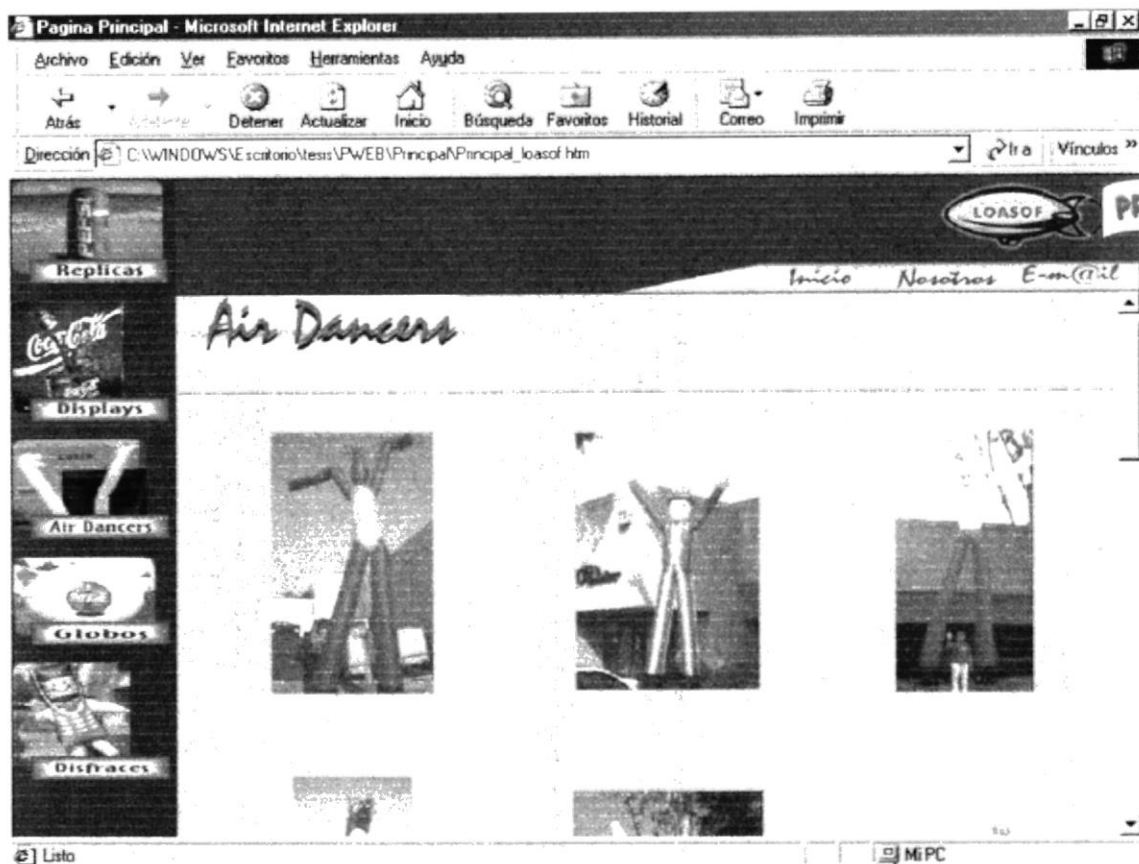 Pagina Principal - Microsoft Internet Explorer
Archivo Edición Ver Favoritos Herramientas Ayuda
Atrás Detener Actualizar Inicio Búsqueda Favoritos Historial Correo Imprimir
Dirección C:\WINDOWS\Escritorio\tesis\PWEB\Principal\Principal_loasof.htm Ir a Vínculos »
LOASOF
Inicio Nosotros E-m@il
Replicas
Air Dancers
Coca-Cola
Displays
Air Dancers
Globos
Disfraces
Listo Mi PC